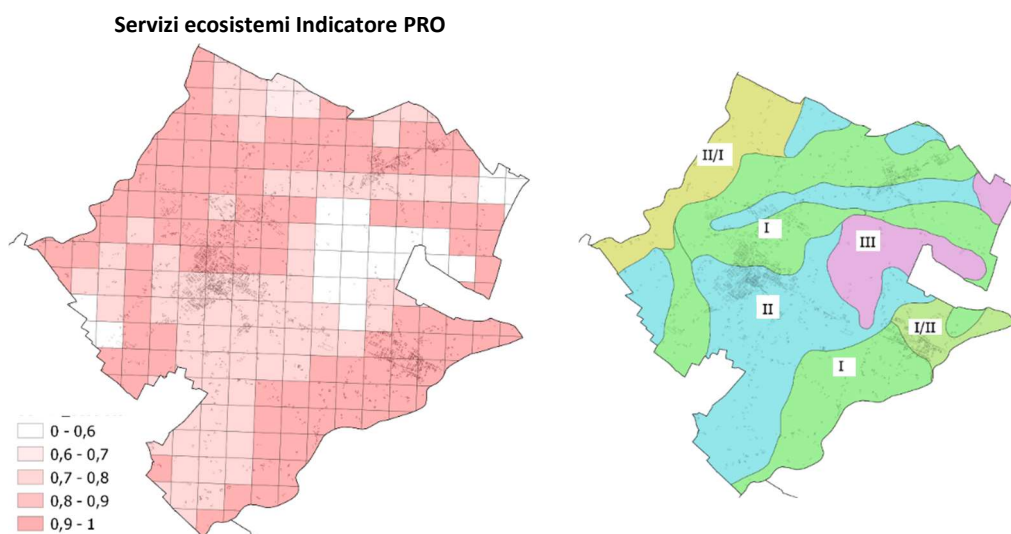 Servizi ecosistemi Indicatore PRO
0 - 0,6
0,6 - 0,7
0,7 - 0,8
0,8 - 0,9
0,9 - 1
II/I
I
III
II
I/II
I